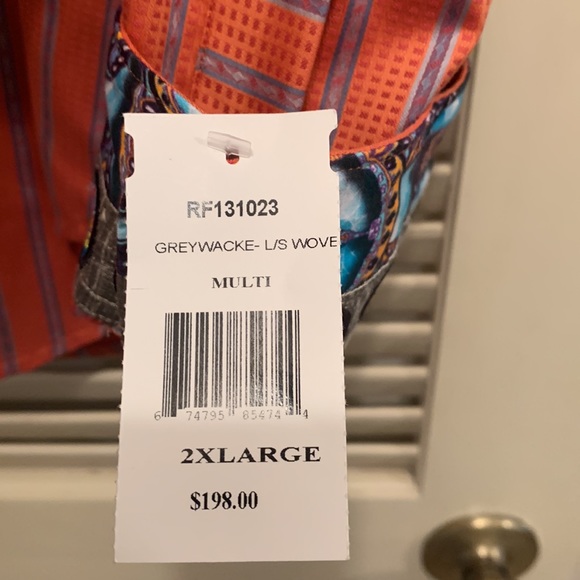 RF131023
GREYWACKE- L/S WOVE
MULTI
6 74795 85474 4
2XLARGE
$198.00